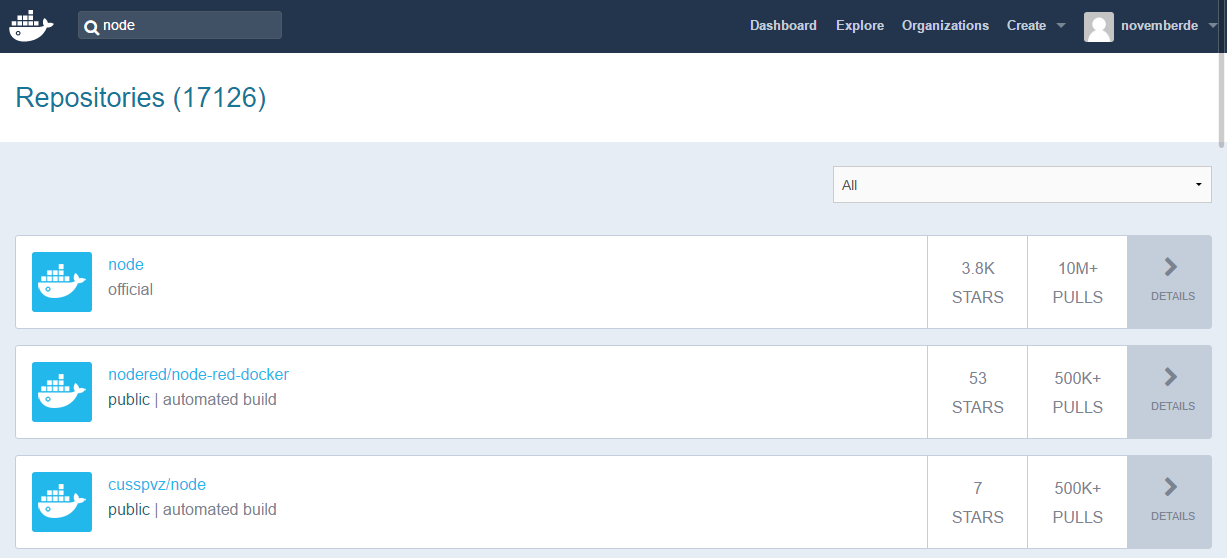 node
Dashboard Explore Organizations Create novemberde
Repositories (17126)
All
node
official
3.8K
STARS
10M+
PULLS
DETAILS
nodered/node-red-docker
public | automated build
53
STARS
500K+
PULLS
DETAILS
cusspvz/node
public | automated build
7
STARS
500K+
PULLS
DETAILS